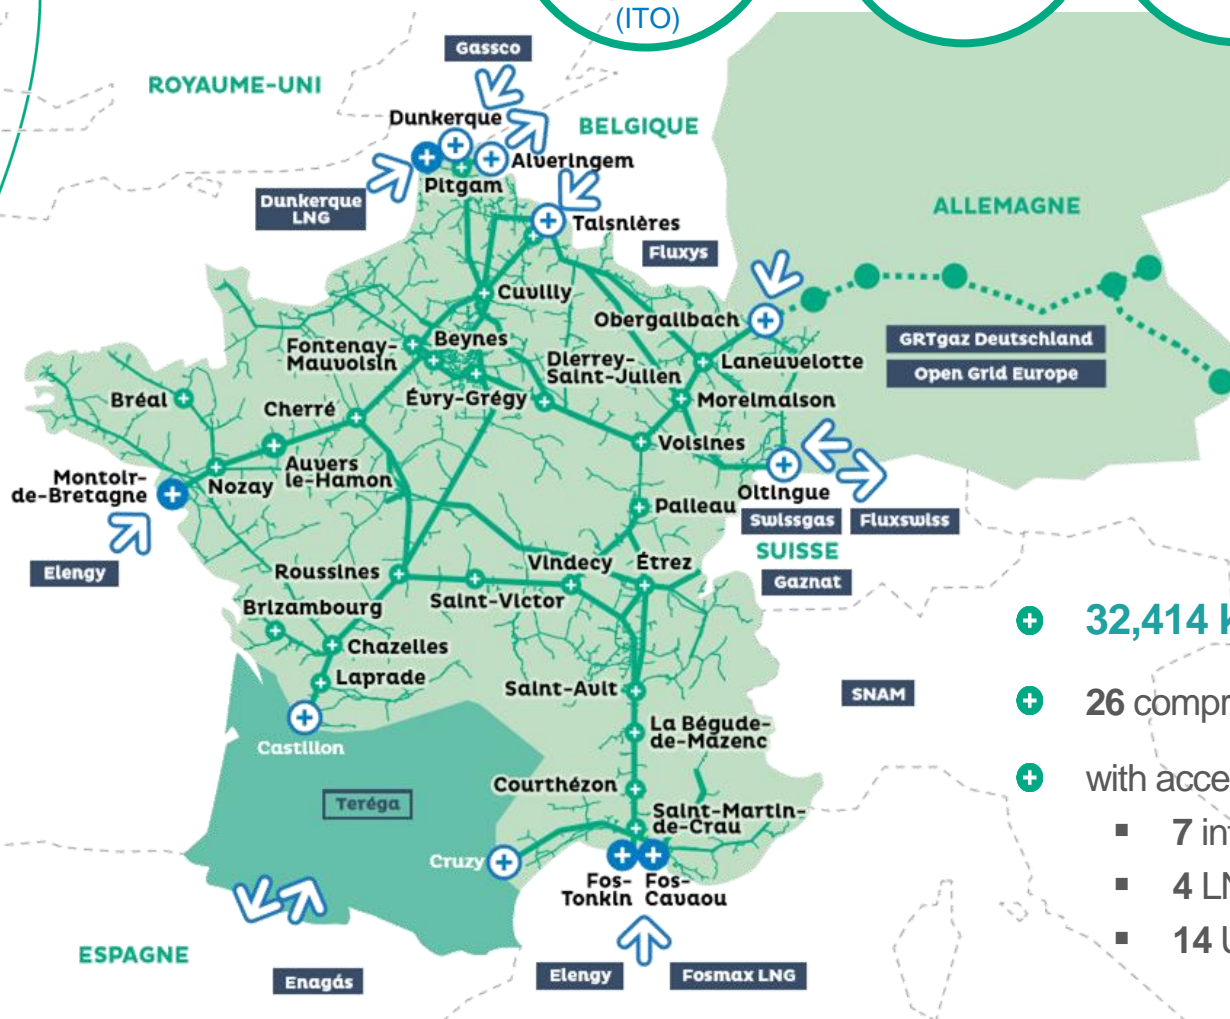 (ITO)
Gassco
ROYAUME-UNI
Dunkerque
BELGIQUE
Alveringem
Pitgam
Dunkerque
LNG
Taisnières
Fluxys
ALLEMAGNE
Cuvilly
Obergailbach
GRTgaz Deutschland
Open Grid Europe
Fontenay-
Mauvoisin
Beynes
Dierrey-
Saint-Julien
Laneuvelotte
Bréal
Cherré
Évry-Grégy
Morelmaison
Voisines
Auvers
le-Hamon
Montoir-
de-Bretagne
Nozay
Palleau
Oltingue
Swissgas
Fluxswiss
SUISSE
Gaznat
Elengy
Roussines
Saint-Victor
Vindecy
Étrez
Brizambourg
Chazelles
Laprade
32,414
Saint-Avit
SNAM
26 compr
Castillon
La Bégude-
de-Mazenc
Courthézon
with acce
Teréga
Saint-Martin-
de-Crau
7 in
Cruzy
Fos-
Tonkin
Fos-
Cavaou
4 LN
14 U
ESPAGNE
Enagás
Elengy
Fosmax LNG